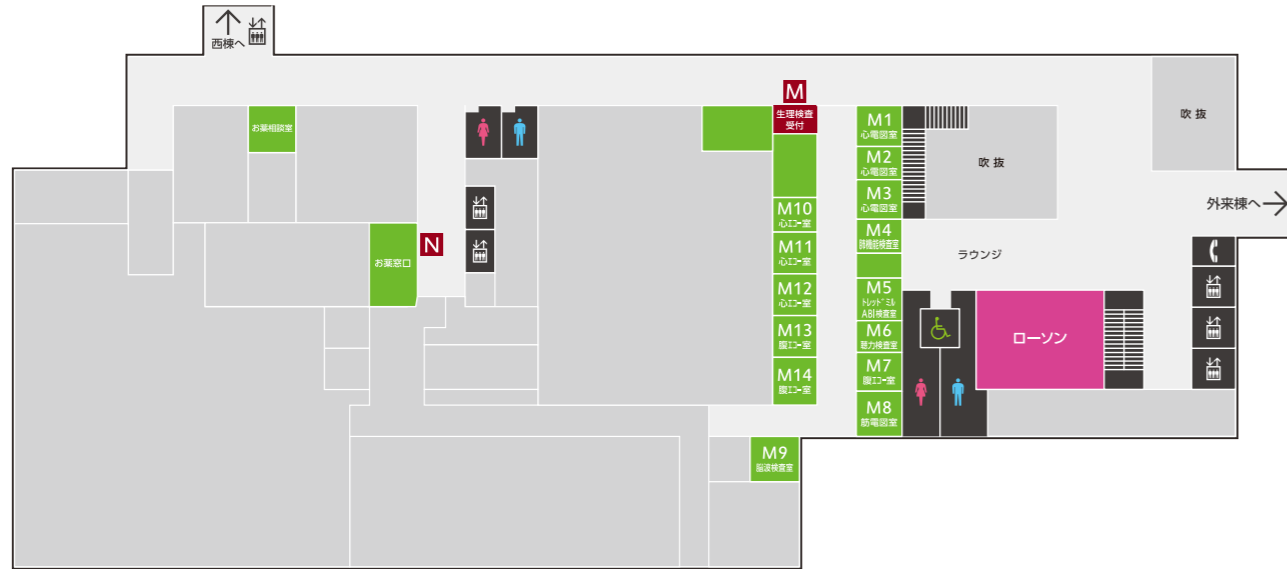 西棟へ
お薬相談室
お薬窓口
N
M
生理検査
受付
M10
心エコー室
M11
心エコー室
M12
心エコー室
M13
腹エコー室
M14
腹エコー室
M1
心電図室
M2
心電図室
M3
心電図室
M4
肺機能検査室
M5
トレッドミル
ABI検査室
M6
聴力検査室
M7
腹エコー室
M8
筋電図室
M9
脳波検査室
吹抜
ラウンジ
ローソン
吹抜
外来棟へ